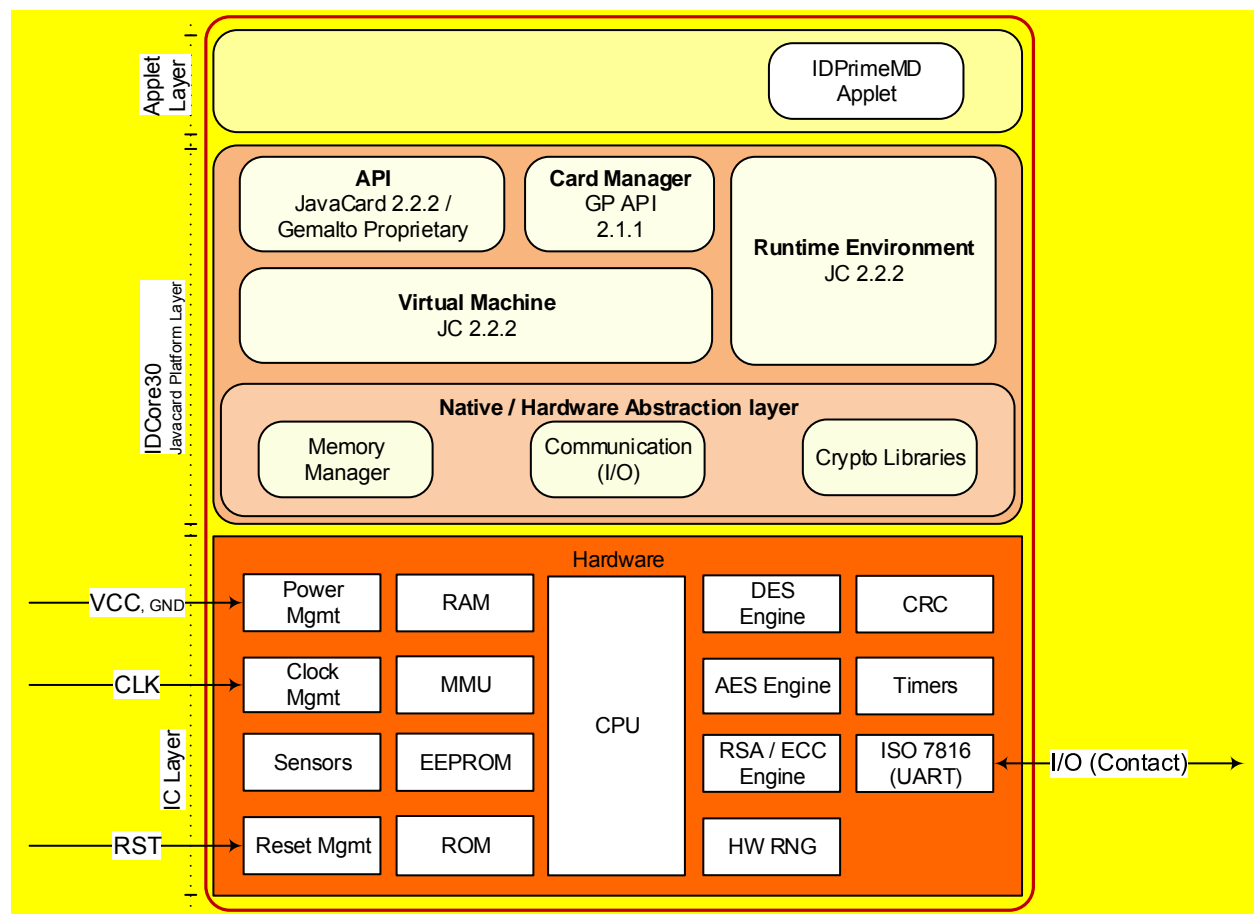 Applet
Layer
IDPrimeMD
Applet
IDCore30
Javacard Platform Layer
API
JavaCard 2.2.2 /
Gemalto Proprietary
Card Manager
GP API
2.1.1
Runtime Environment
JC 2.2.2
Virtual Machine
JC 2.2.2
Native / Hardware Abstraction layer
Memory
Manager
Communication
(I/O)
Crypto Libraries
IC Layer
Hardware
VCC, GND
Power
Mgmt
RAM
CPU
DES
Engine
CRC
CLK
Clock
Mgmt
MMU
AES Engine
Timers
Sensors
EEPROM
RSA / ECC
Engine
ISO 7816
(UART)
I/O (Contact)
RST
Reset Mgmt
ROM
HW RNG